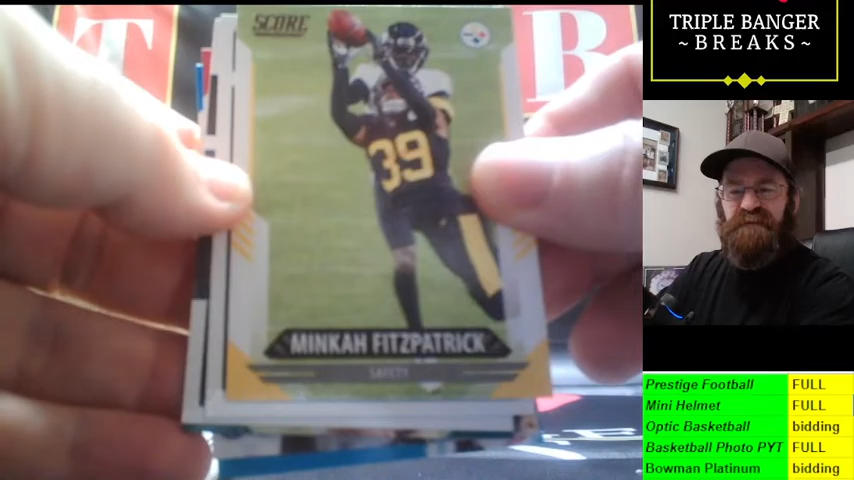 SCORE
T
B
39
MINKAH FITZPATRICK
SAFETY
TRIPLE BANGER
~ BREAKS ~
Prestige Football FULL
Mini Helmet FULL
Optic Basketball bidding
Basketball Photo PYT FULL
Bowman Platinum bidding